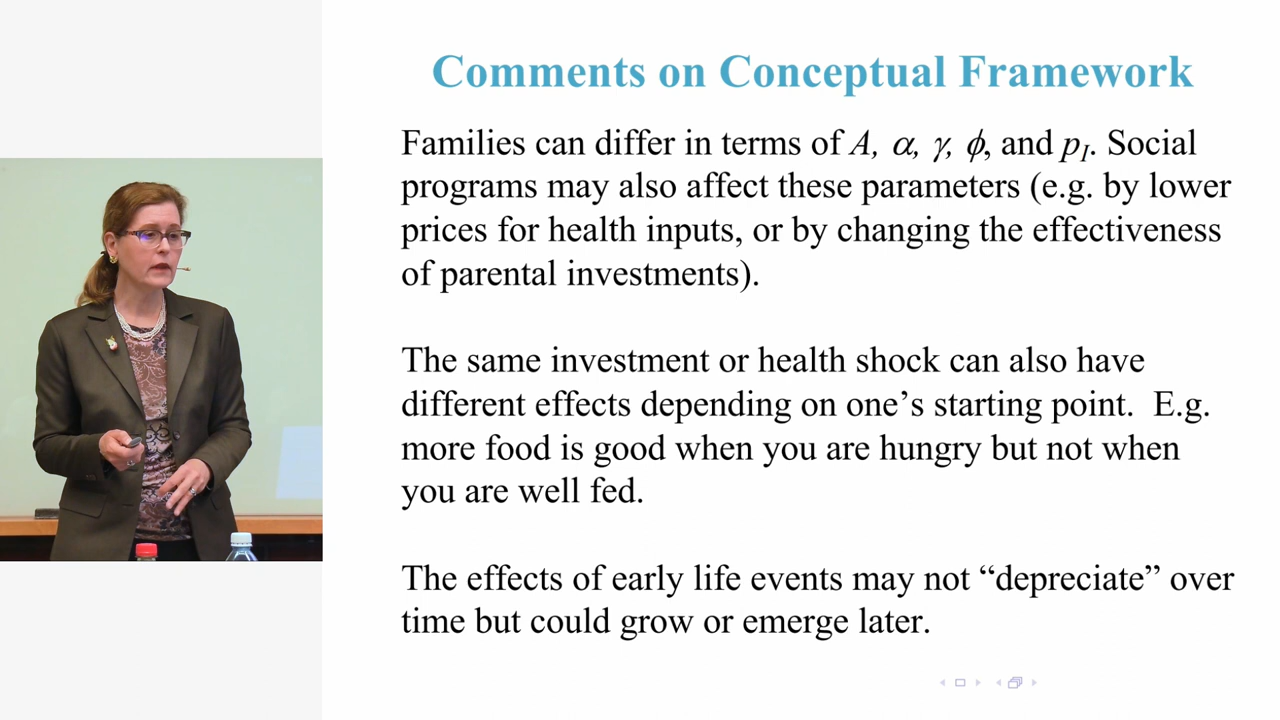 Comments on Conceptual Framework
Families can differ in terms of A, α, γ, ϕ, and p_I. Social
programs may also affect these parameters (e.g. by lower
prices for health inputs, or by changing the effectiveness
of parental investments).
The same investment or health shock can also have
different effects depending on one’s starting point.  E.g.
more food is good when you are hungry but not when
you are well fed.
The effects of early life events may not “depreciate” over
time but could grow or emerge later.